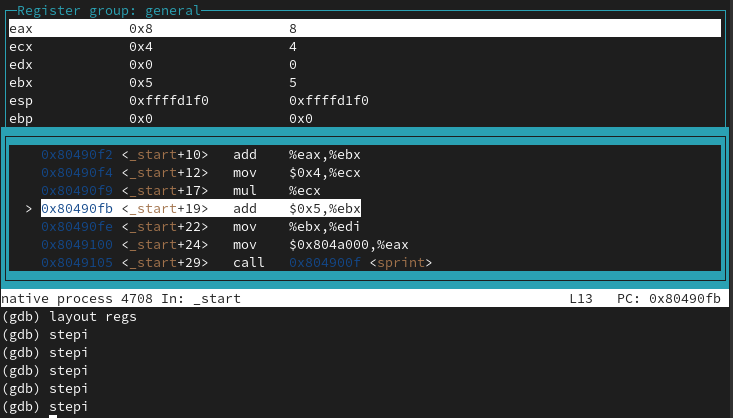 Register group: general
eax 0x8 8
ecx 0x4 4
edx 0x0 0
ebx 0x5 5
esp 0xffffd1f0 0xffffd1f0
ebp 0x0 0x0
0x80490f2 <_start+10> add %eax,%ebx
0x80490f4 <_start+12> mov $0x4,%ecx
0x80490f9 <_start+17> mul %ecx
> 0x80490fb <_start+19> add $0x5,%ebx
0x80490fe <_start+22> mov %ebx,%edi
0x8049100 <_start+24> mov $0x804a000,%eax
0x8049105 <_start+29> call 0x804900f <sprint>
native process 4708 In: _start L13 PC: 0x80490fb
(gdb) layout regs
(gdb) stepi
(gdb) stepi
(gdb) stepi
(gdb) stepi
(gdb) stepi